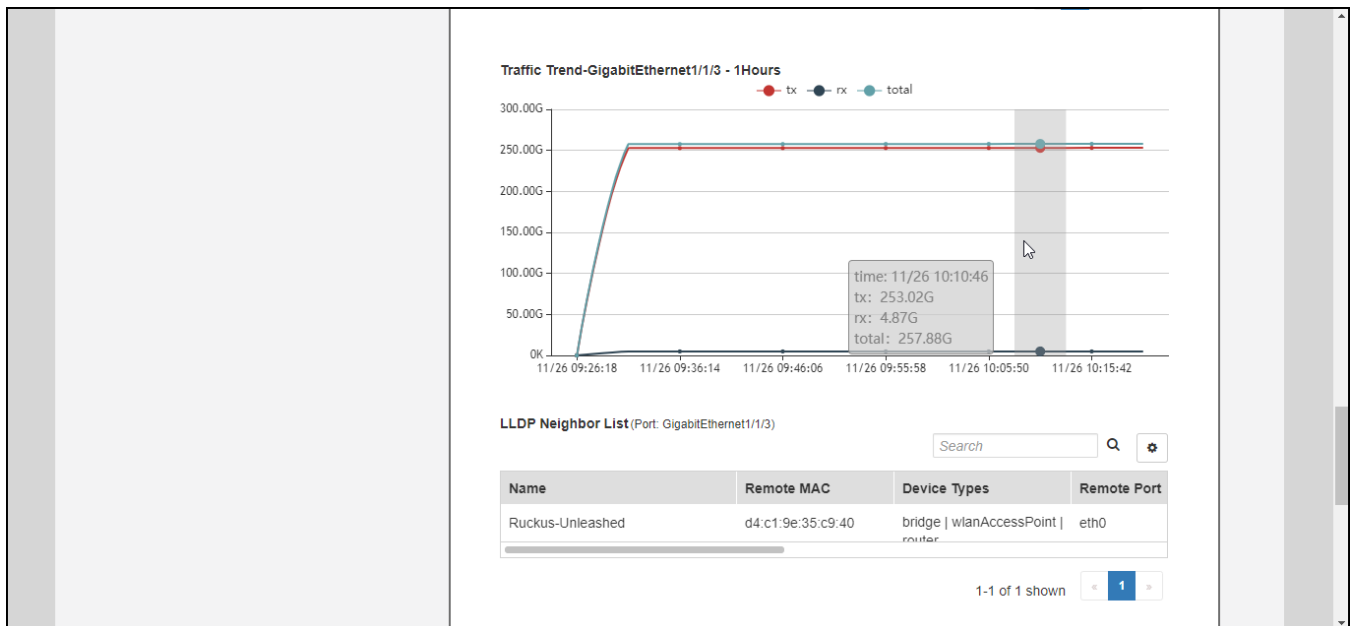 Traffic Trend-GigabitEthernet1/1/3 - 1Hours
tx rx total
300.00G
250.00G
200.00G
150.00G
100.00G
50.00G
0K
time: 11/26 10:10:46
tx: 253.02G
rx: 4.87G
total: 257.88G
11/26 09:26:18 11/26 09:36:14 11/26 09:46:06 11/26 09:55:58 11/26 10:05:50 11/26 10:15:42
LLDP Neighbor List (Port: GigabitEthernet1/1/3)
Search
Name Remote MAC Device Types Remote Port
Ruckus-Unleashed d4:c1:9e:35:c9:40 bridge | wlanAccessPoint | eth0
router
1-1 of 1 shown « 1 »